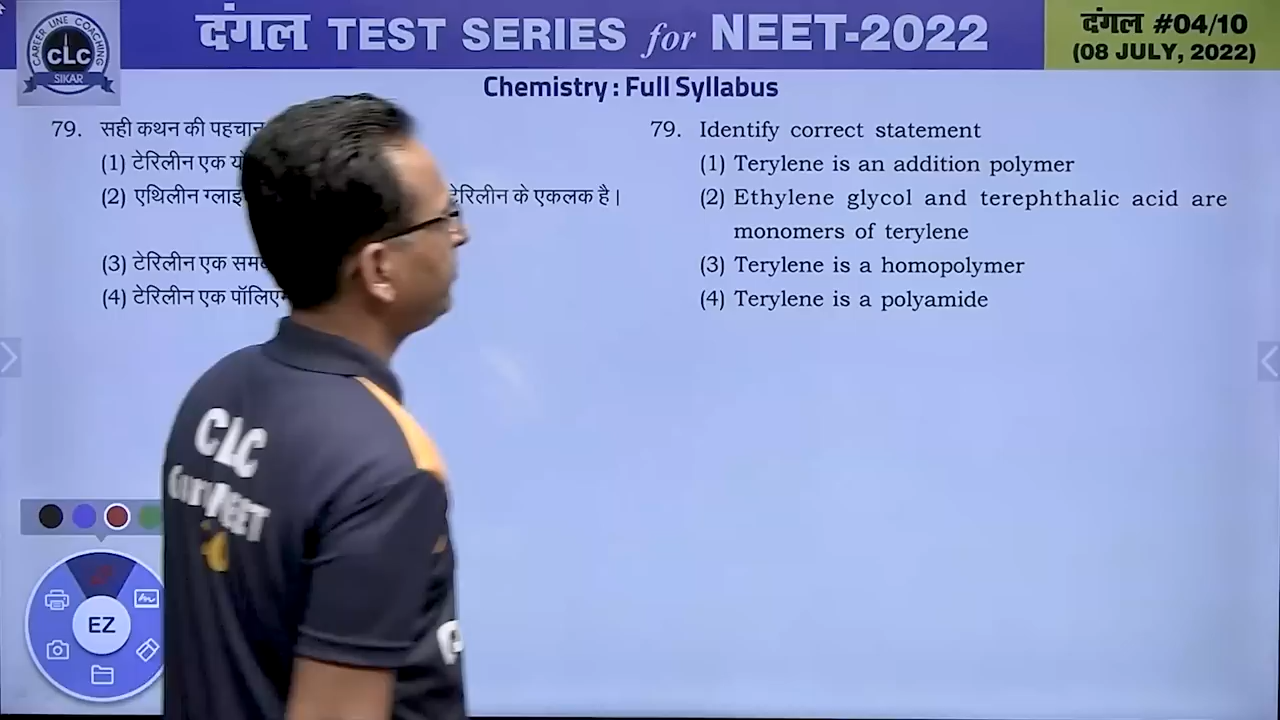 CAREER LINE COACHING
CLC
SIKAR
दंगल TEST SERIES for NEET-2022
दंगल #04/10
(08 JULY, 2022)
Chemistry : Full Syllabus
79. सही कथन की पहचान
(1) टेरिलीन एक
(2) एथिलीन टेरिलीन के एकलक है।
(3) टेरिलीन एक
(4) टेरिलीन एक
79. Identify correct statement
(1) Terylene is an addition polymer
(2) Ethylene glycol and terephthalic acid are
monomers of terylene
(3) Terylene is a homopolymer
(4) Terylene is a polyamide
CLC
EZ